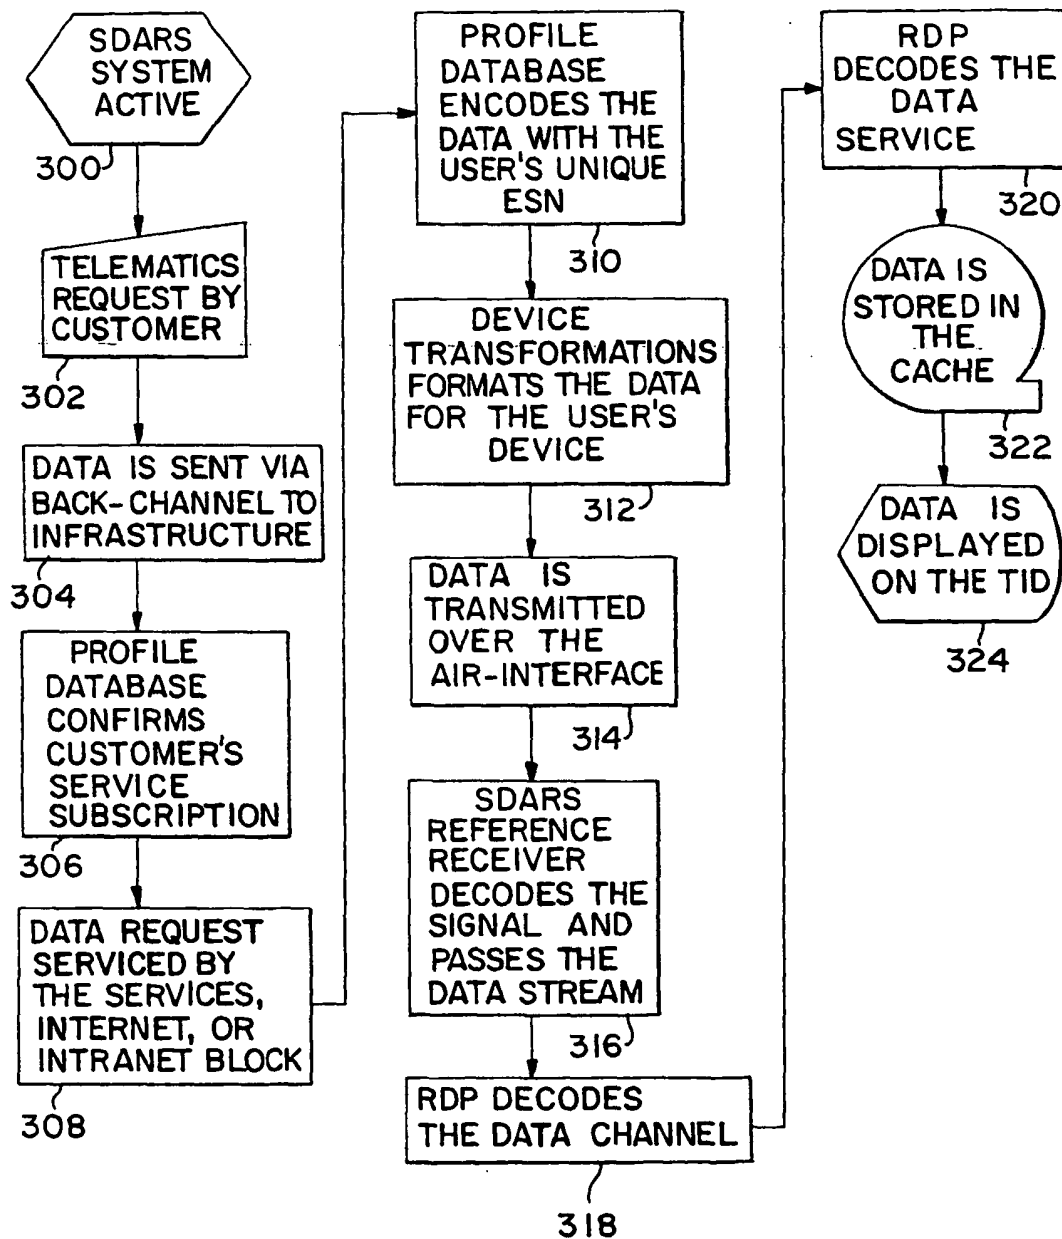 SDARS
SYSTEM
ACTIVE
300
TELEMATICS
REQUEST BY
CUSTOMER
302
DATA IS SENT VIA
BACK-CHANNEL TO
INFRASTRUCTURE
304
PROFILE
DATABASE
CONFIRMS
CUSTOMER'S
SERVICE
SUBSCRIPTION
306
DATA REQUEST
SERVICED BY
THE SERVICES,
INTERNET, OR
INTRANET BLOCK
308
PROFILE
DATABASE
ENCODES THE
DATA WITH THE
USER'S UNIQUE
ESN
310
DEVICE
TRANSFORMATIONS
FORMATS THE DATA
FOR THE USER'S
DEVICE
312
DATA IS
TRANSMITTED
OVER THE
AIR-INTERFACE
314
SDARS
REFERENCE
RECEIVER
DECODES THE
SIGNAL AND
PASSES THE
DATA STREAM
316
RDP DECODES
THE DATA CHANNEL
318
RDP
DECODES THE
DATA
SERVICE
320
DATA IS
STORED IN
THE
CACHE
322
DATA IS
DISPLAYED
ON THE TID
324